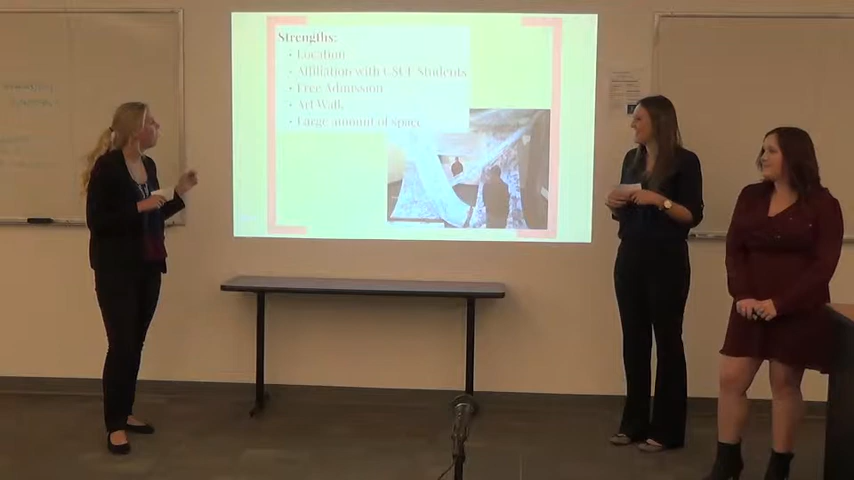 Strengths:
• Location
• Affiliation with CSUF Students
• Free Admission
• Art Walk
• Large amount of space